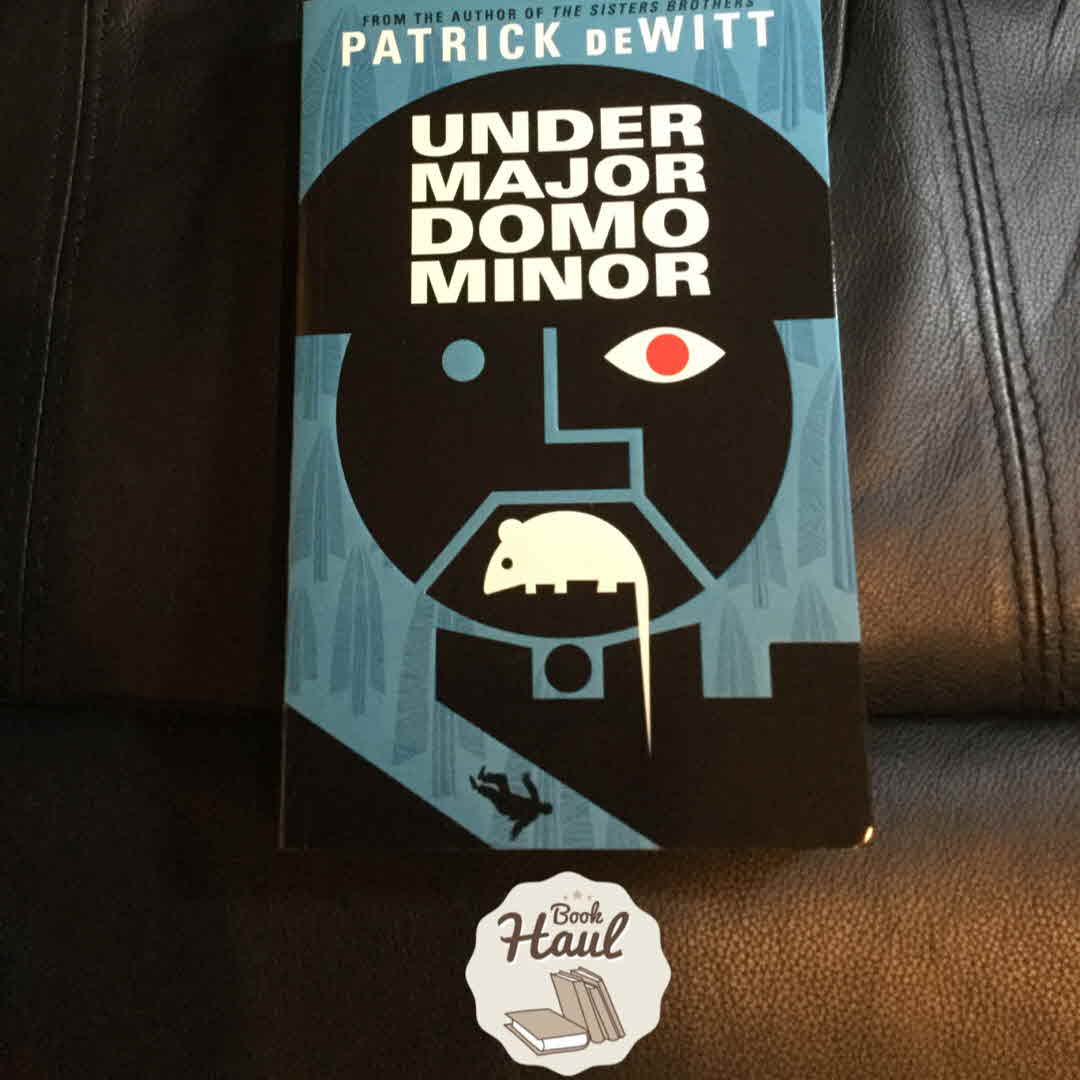 FROM THE AUTHOR OF THE SISTERS BROTHERS
PATRICK DEWITT
UNDER
MAJOR
DOMO
MINOR
Book
Haul